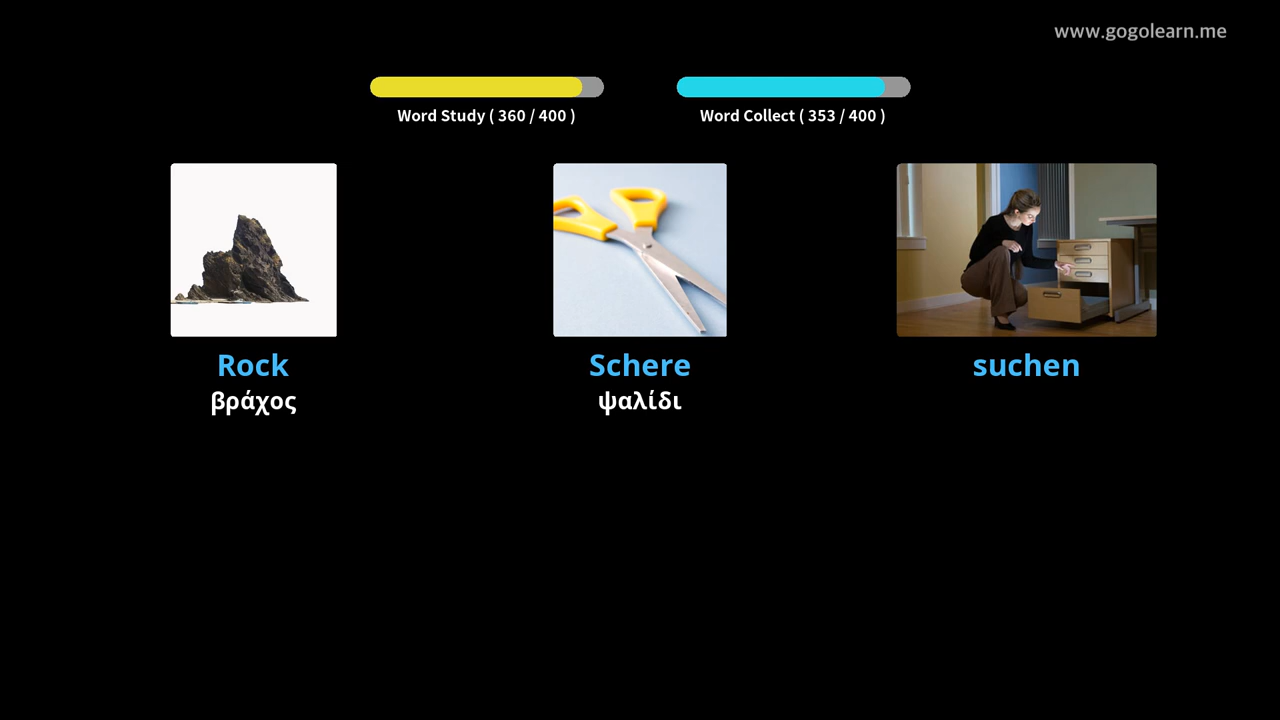 www.gogolearn.me
Word Study ( 360 / 400 )
Word Collect ( 353 / 400 )
Rock
βράχος
Schere
ψαλίδι
suchen